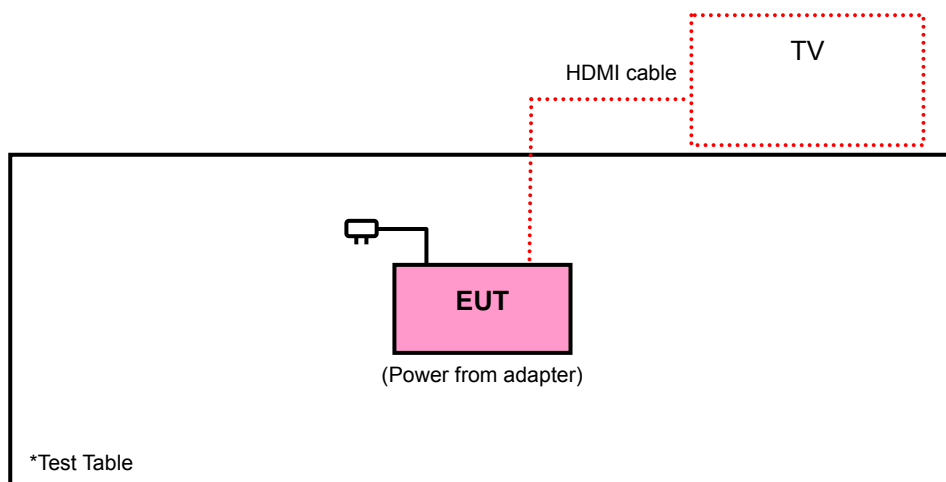 TV
HDMI cable
EUT
(Power from adapter)
*Test Table